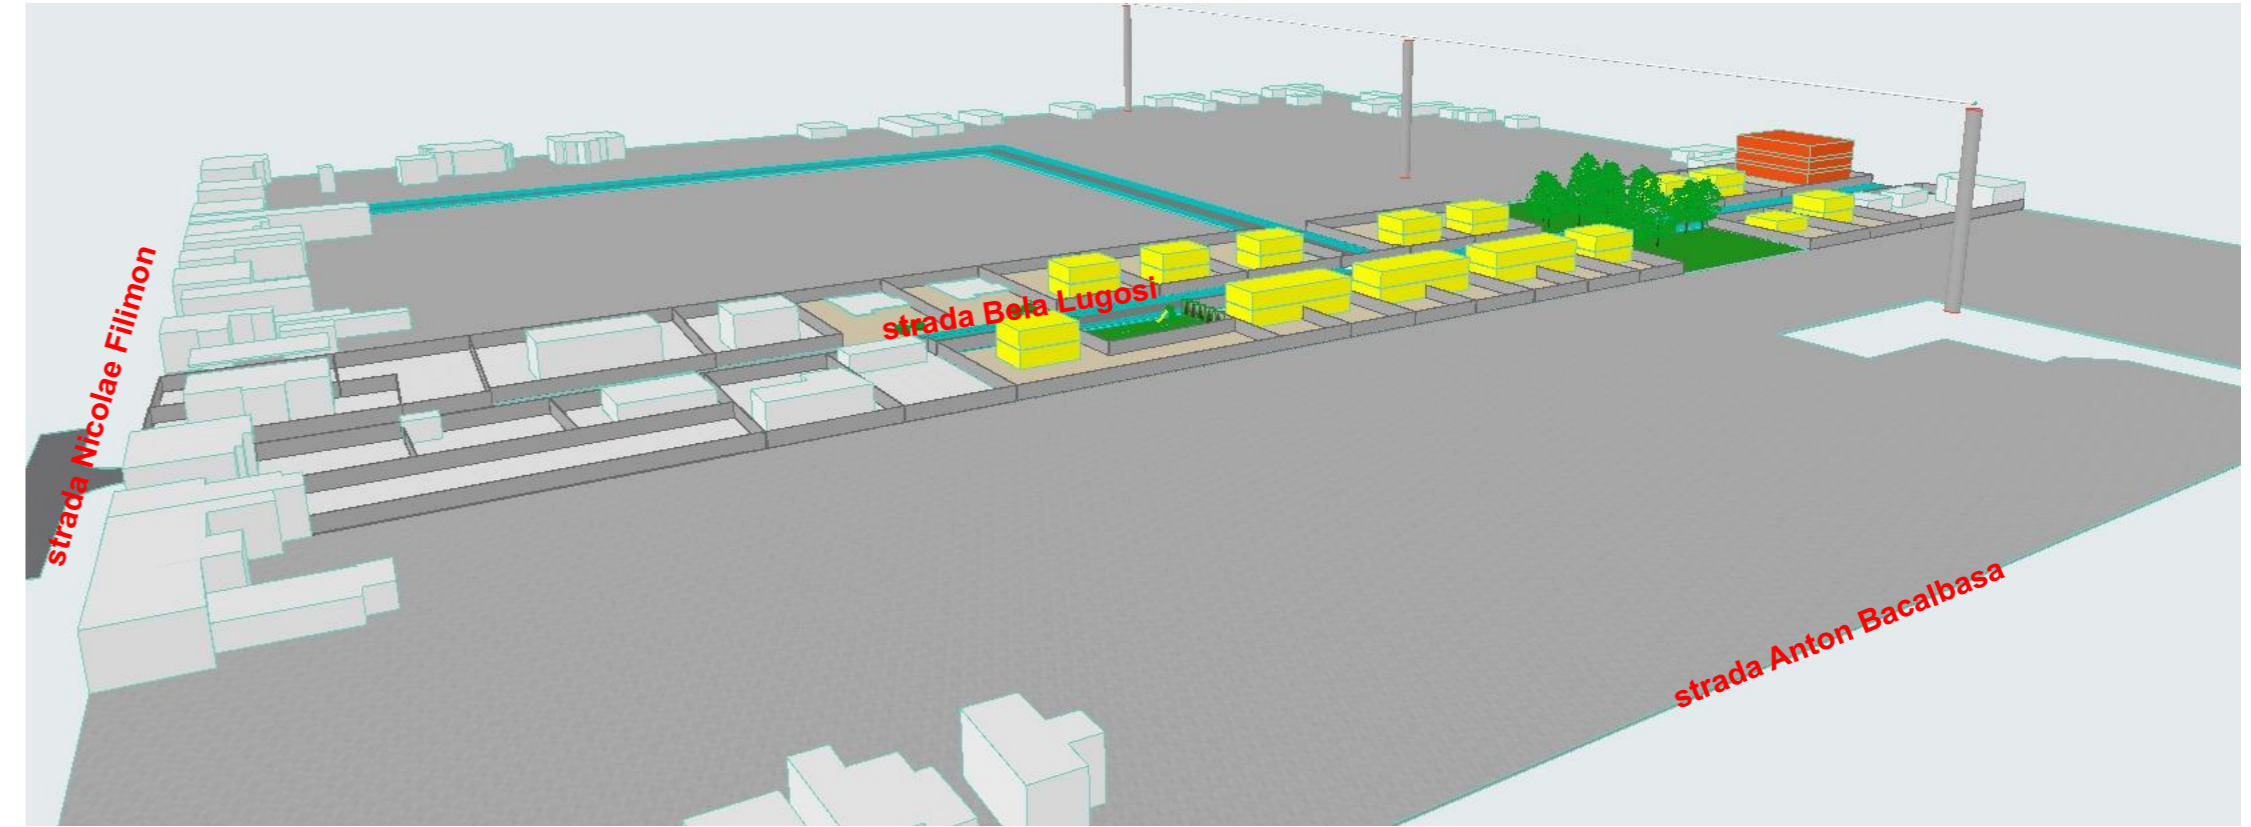 strada Nicolae Filimon
strada Bela Lugosi
strada Anton Bacalbasa